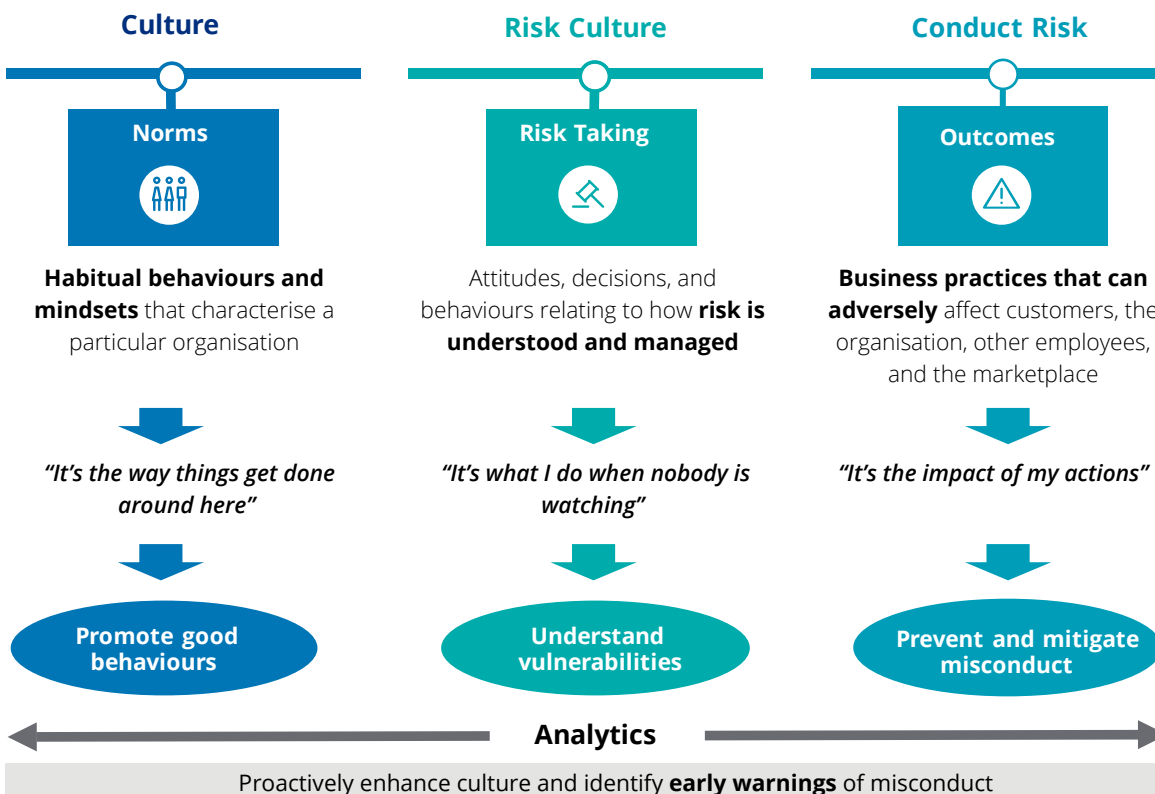 Culture
Norms
Habitual behaviours and
mindsets that characterise a
particular organisation
“It’s the way things get done
around here”
Promote good
behaviours
Risk Culture
Risk Taking
Attitudes, decisions, and
behaviours relating to how risk is
understood and managed
“It’s what I do when nobody is
watching”
Understand
vulnerabilities
Conduct Risk
Outcomes
Business practices that can
adversely affect customers, the
organisation, other employees,
and the marketplace
“It’s the impact of my actions”
Prevent and mitigate
misconduct
Analytics
Proactively enhance culture and identify early warnings of misconduct